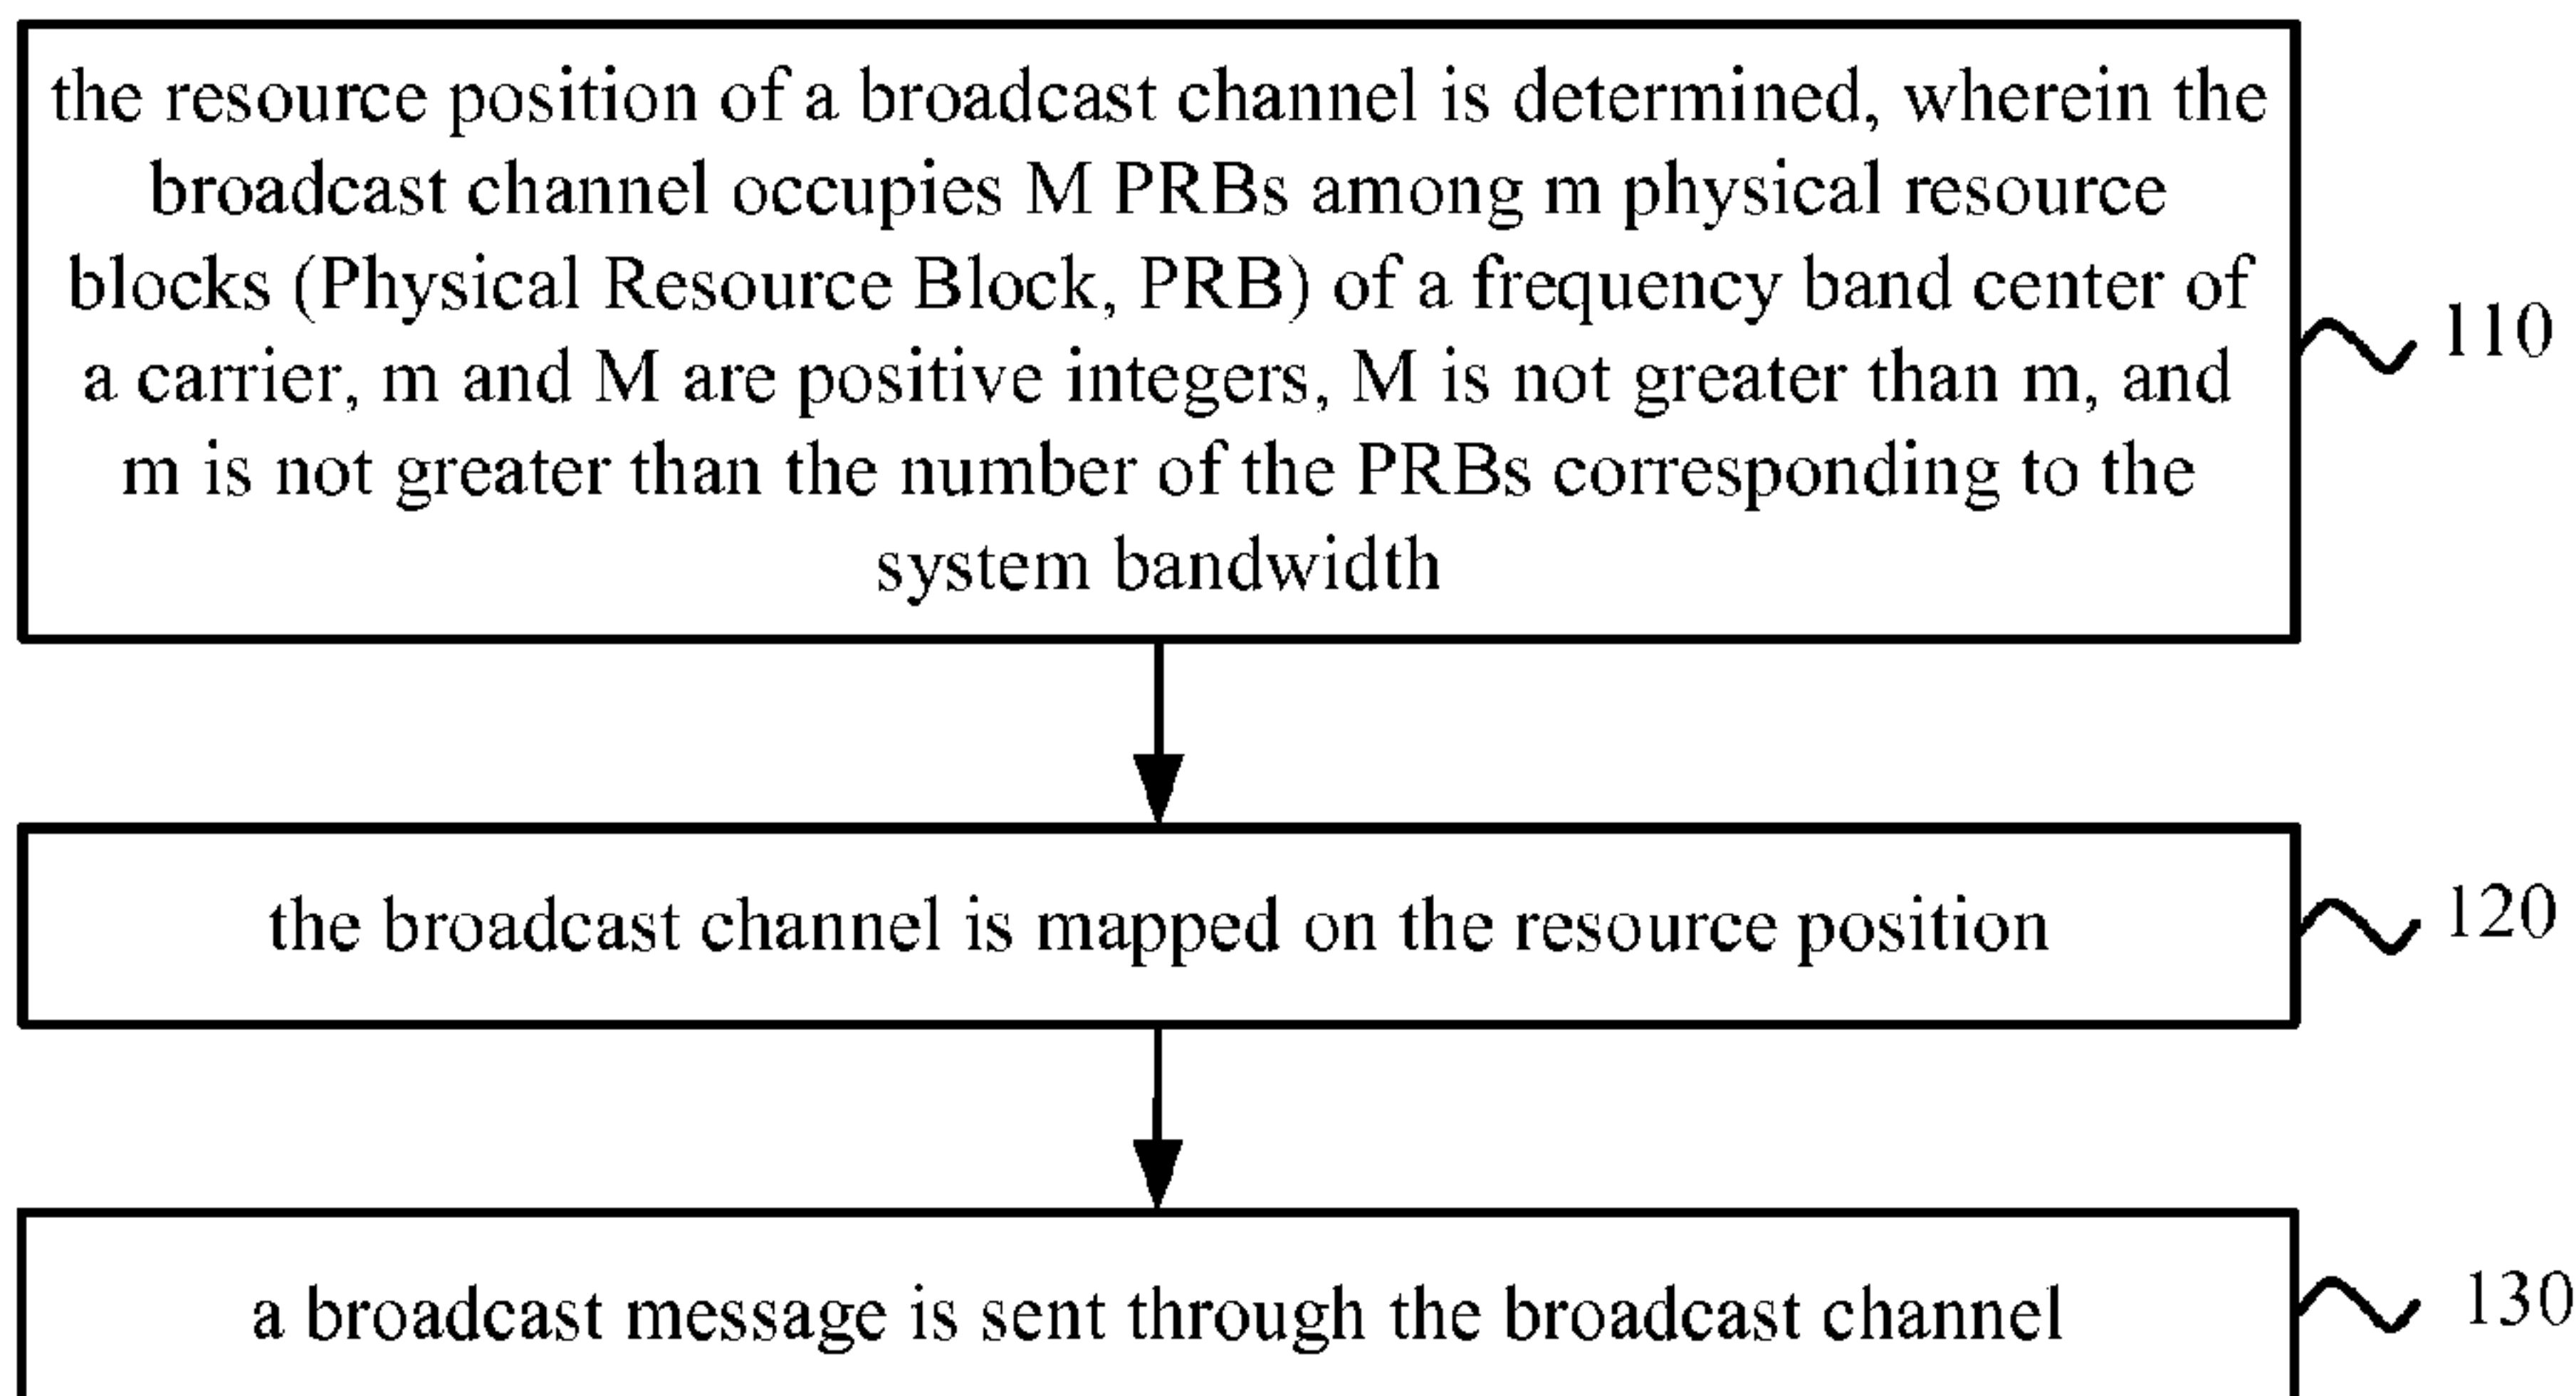 the resource position of a broadcast channel is determined, wherein the
broadcast channel occupies M PRBs among m physical resource
blocks (Physical Resource Block, PRB) of a frequency band center of
a carrier, m and M are positive integers, M is not greater than m, and
m is not greater than the number of the PRBs corresponding to the
system bandwidth
110
the broadcast channel is mapped on the resource position
120
a broadcast message is sent through the broadcast channel
130